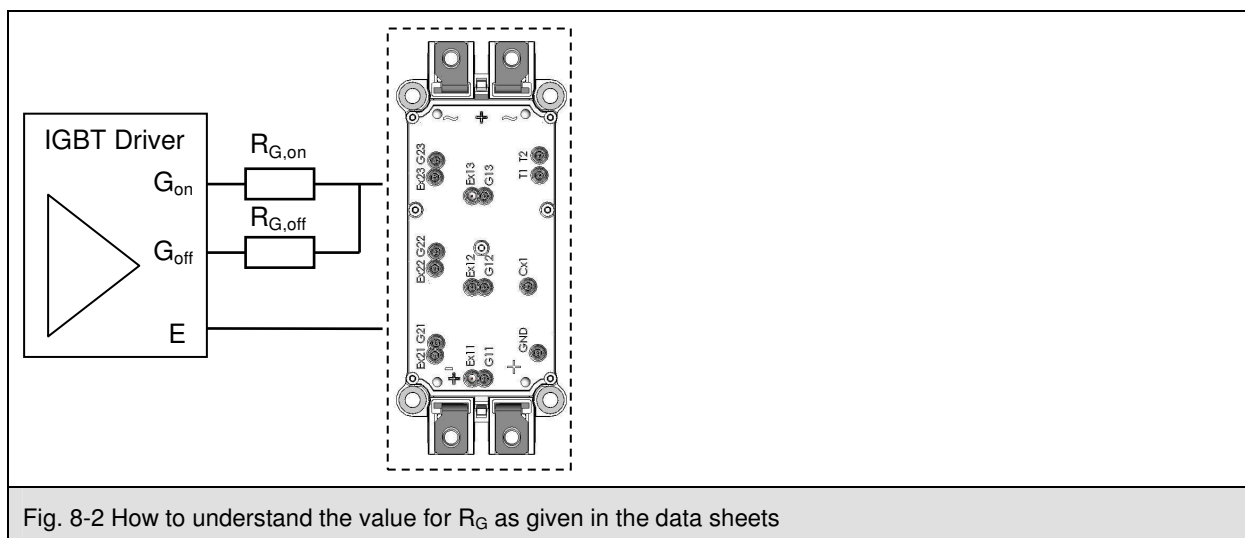 IGBT Driver
G_on
R_G,on
G_off
R_G,off
E
∼ + ∼
Ex23 G23
Ex13 G13
T1 T2
Ex22 G22
Ex12 G12
Cx1
Ex21 G21
Ex11 G11
GND
-
+
+
Fig. 8-2 How to understand the value for R_G as given in the data sheets